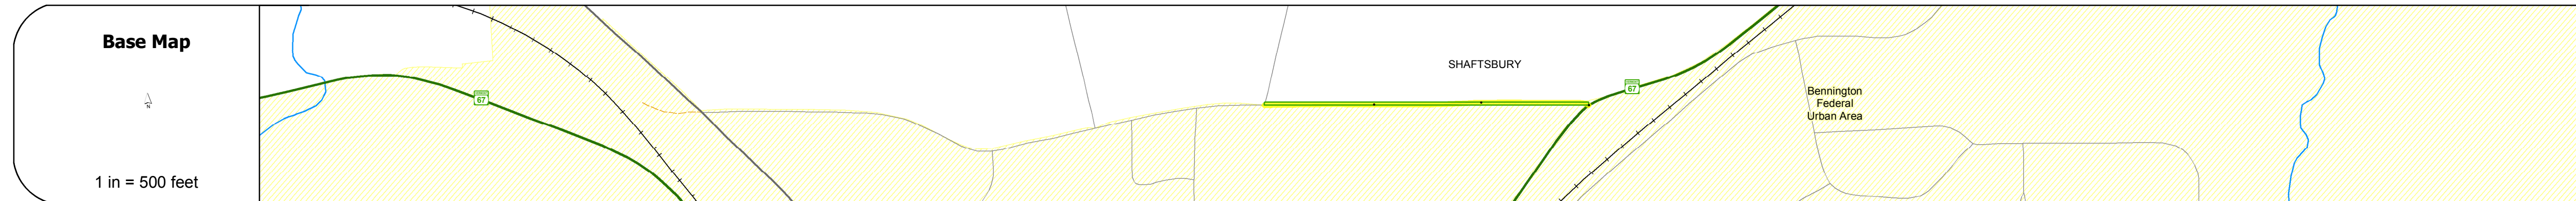 Base Map
N
1 in = 500 feet
67
SHAFTSBURY
67
Bennington
Federal
Urban Area